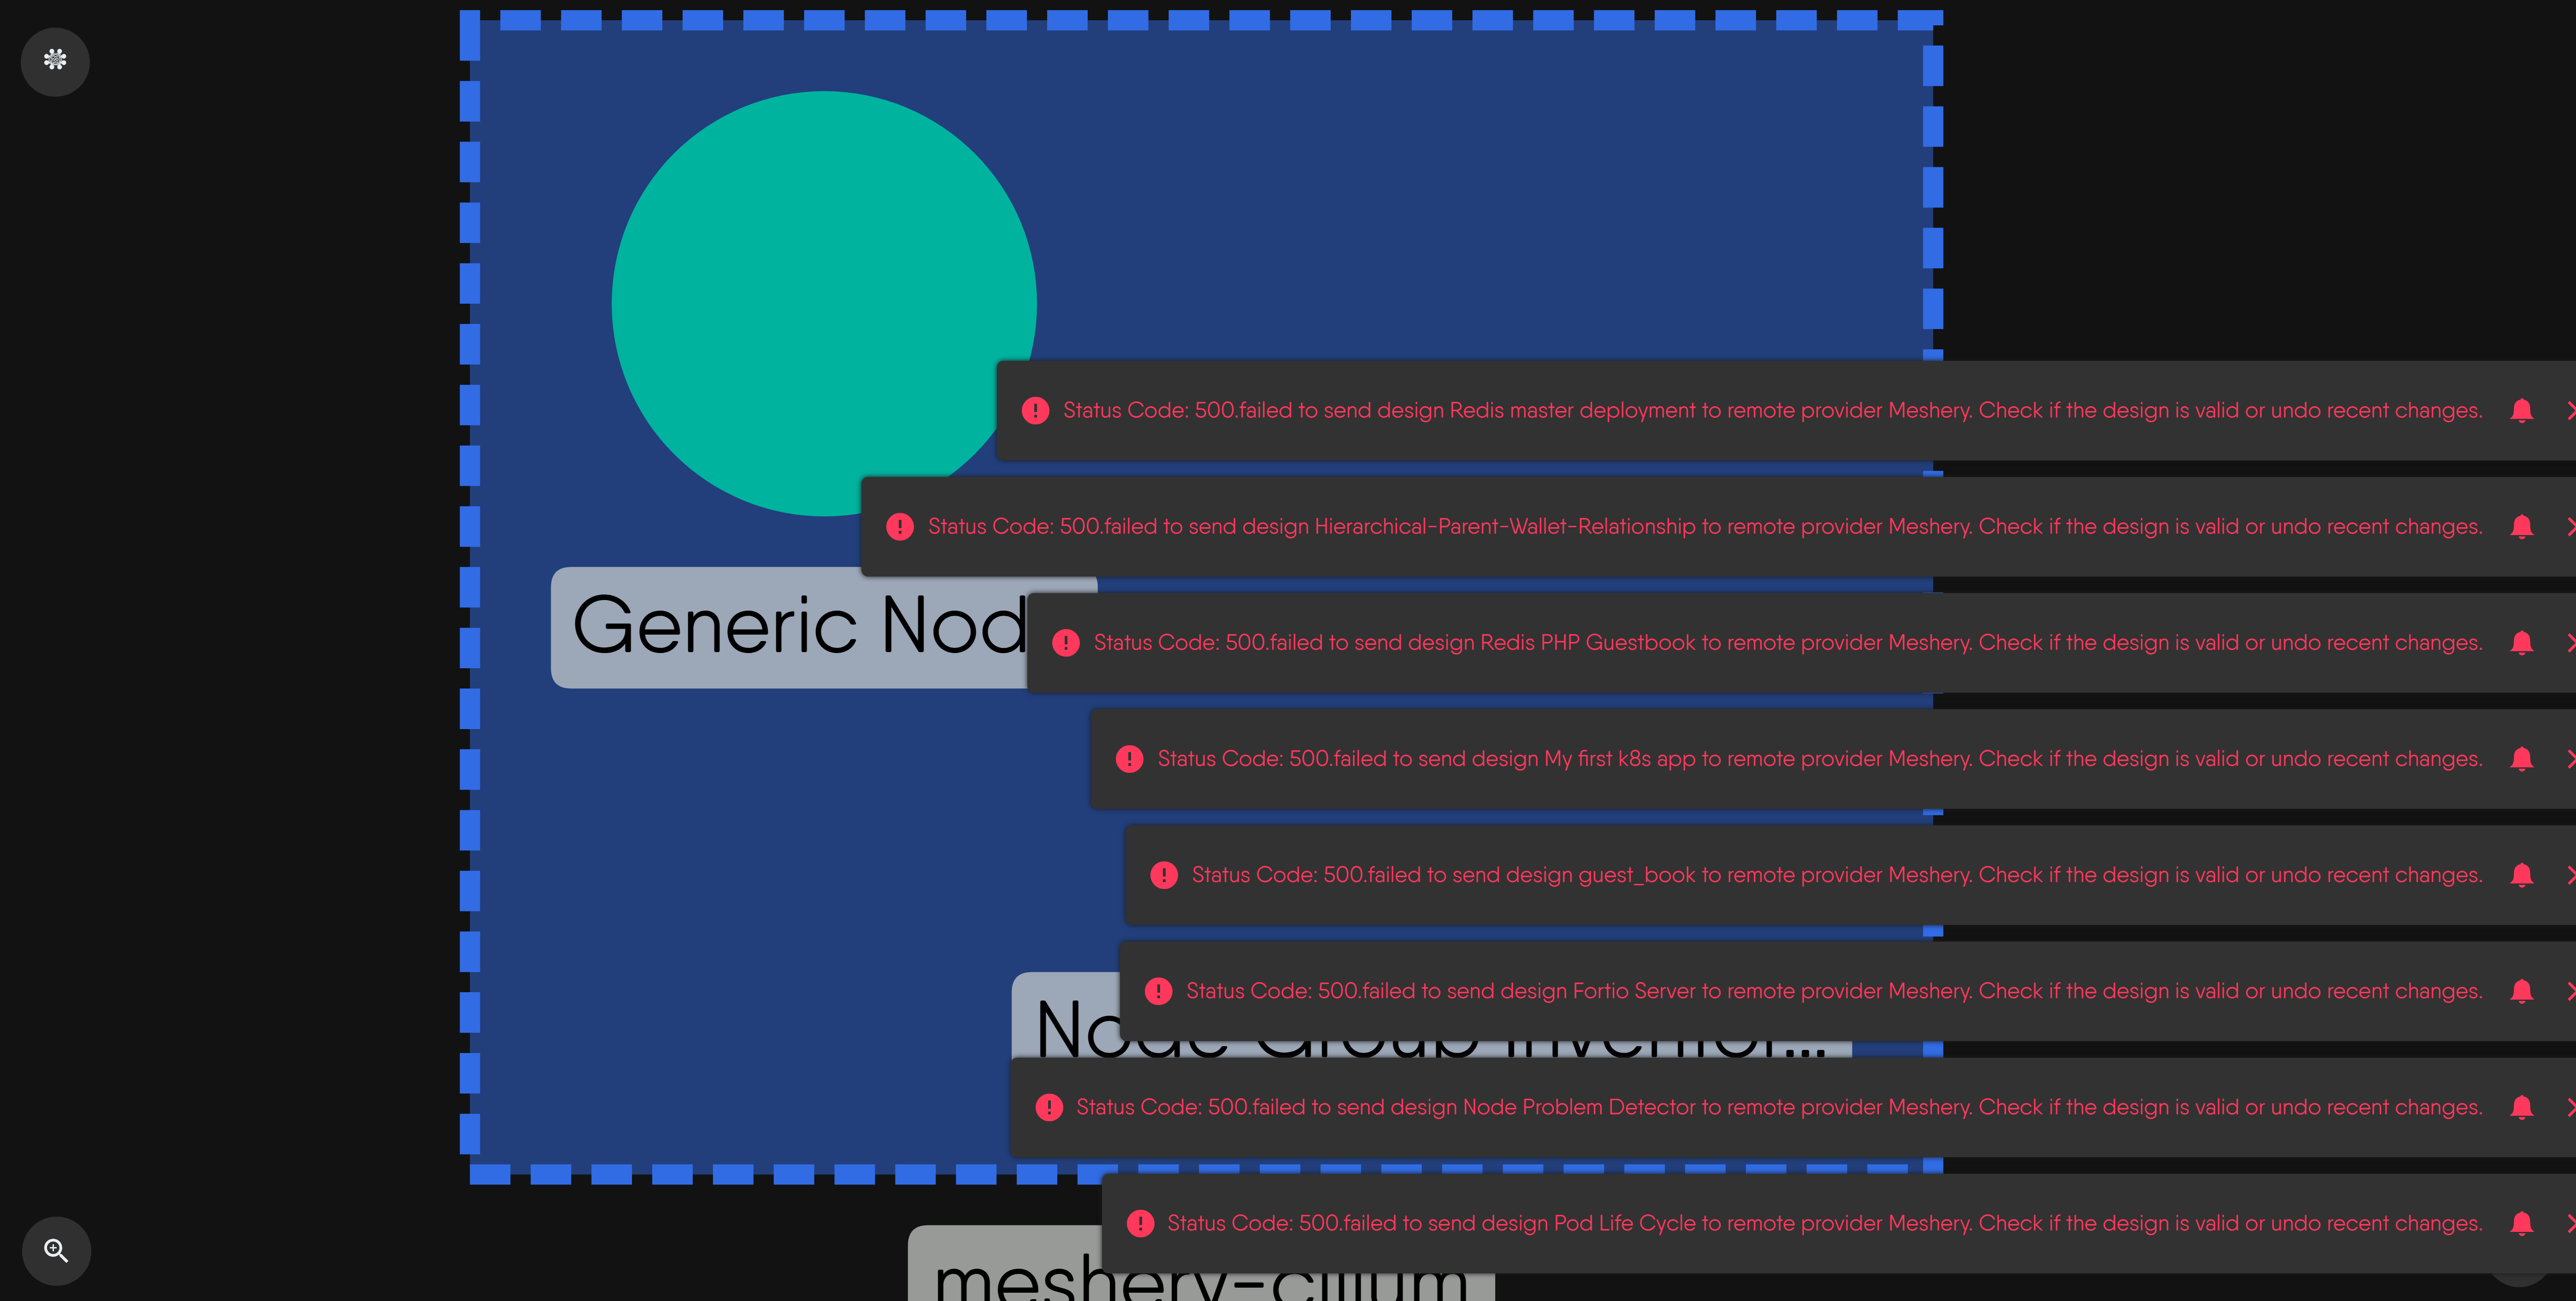 Status Code: 500.failed to send design Redis master deployment to remote provider Meshery. Check if the design is valid or undo recent changes.
Status Code: 500.failed to send design Hierarchical-Parent-Wallet-Relationship to remote provider Meshery. Check if the design is valid or undo recent changes.
Generic Nod
Status Code: 500.failed to send design Redis PHP Guestbook to remote provider Meshery. Check if the design is valid or undo recent changes.
Status Code: 500.failed to send design My first k8s app to remote provider Meshery. Check if the design is valid or undo recent changes.
Status Code: 500.failed to send design guest_book to remote provider Meshery. Check if the design is valid or undo recent changes.
Status Code: 500.failed to send design Fortio Server to remote provider Meshery. Check if the design is valid or undo recent changes.
Node Group Inventor...
Status Code: 500.failed to send design Node Problem Detector to remote provider Meshery. Check if the design is valid or undo recent changes.
Status Code: 500.failed to send design Pod Life Cycle to remote provider Meshery. Check if the design is valid or undo recent changes.
meshery-cilium